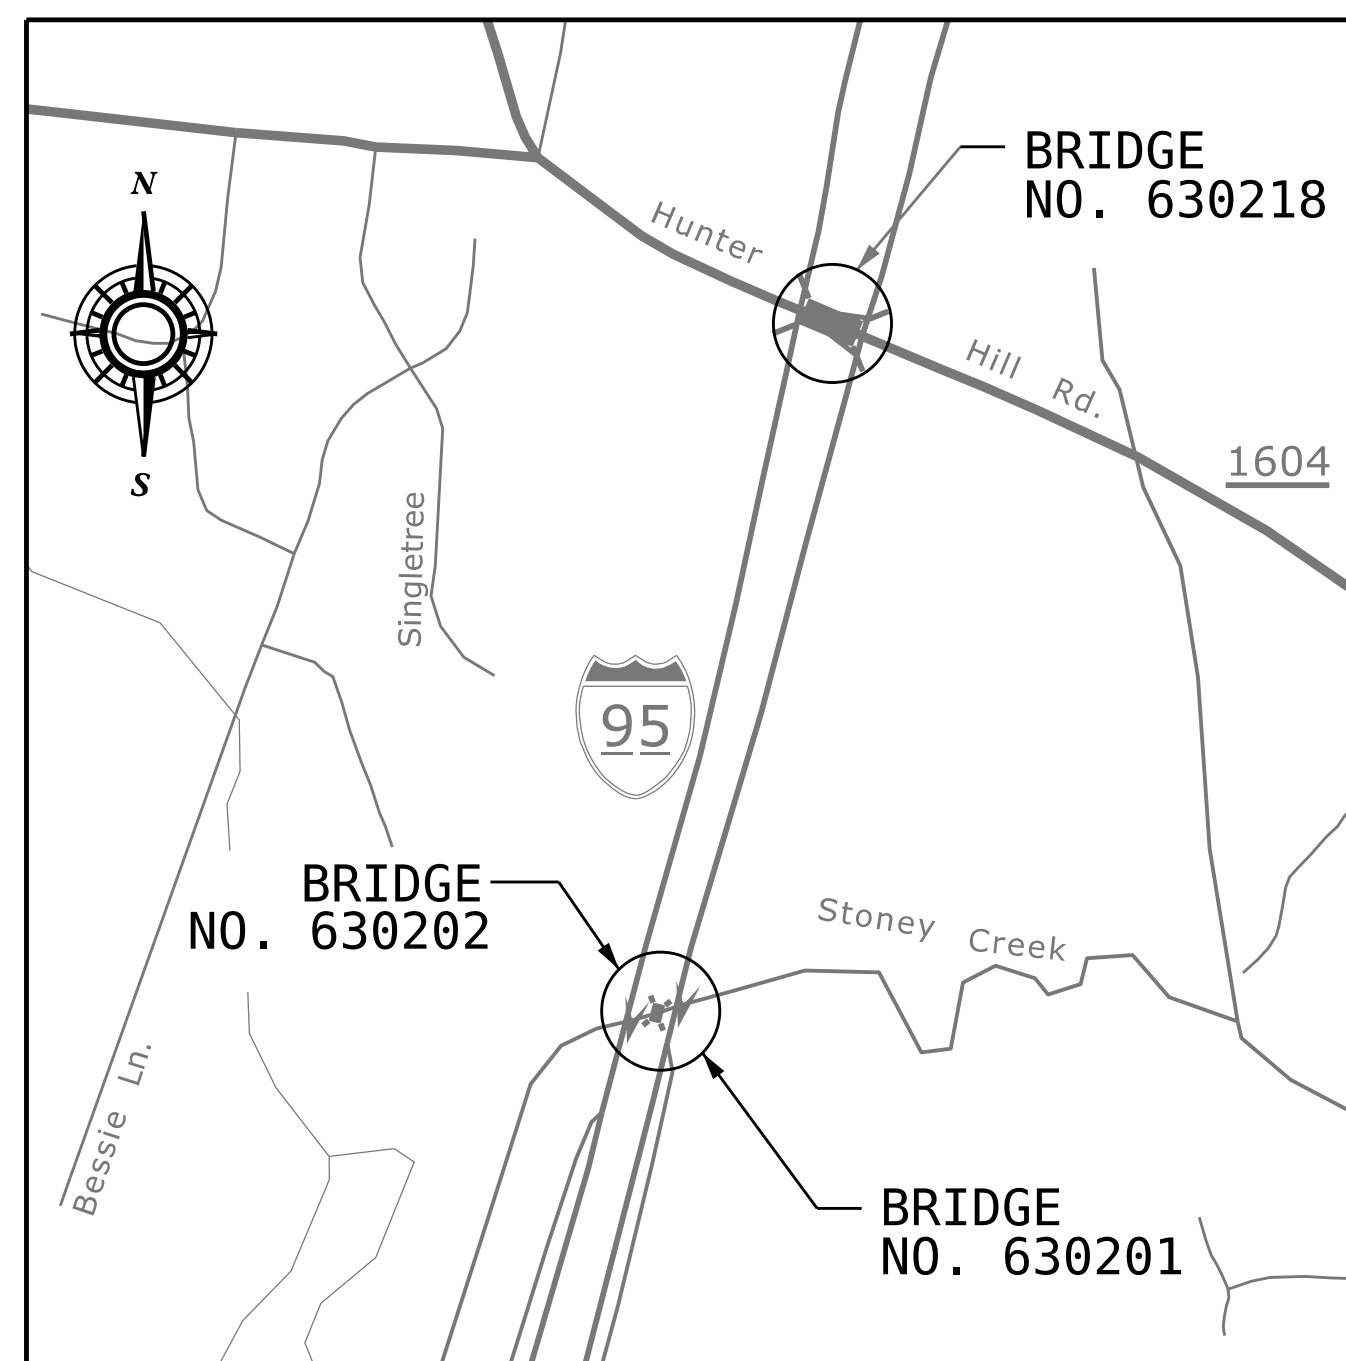 BRIDGE
NO. 630218
N
Hunter
Hill Rd.
1604
S
Singletree
95
BRIDGE
NO. 630202
Stoney Creek
Bessie Ln.
BRIDGE
NO. 630201